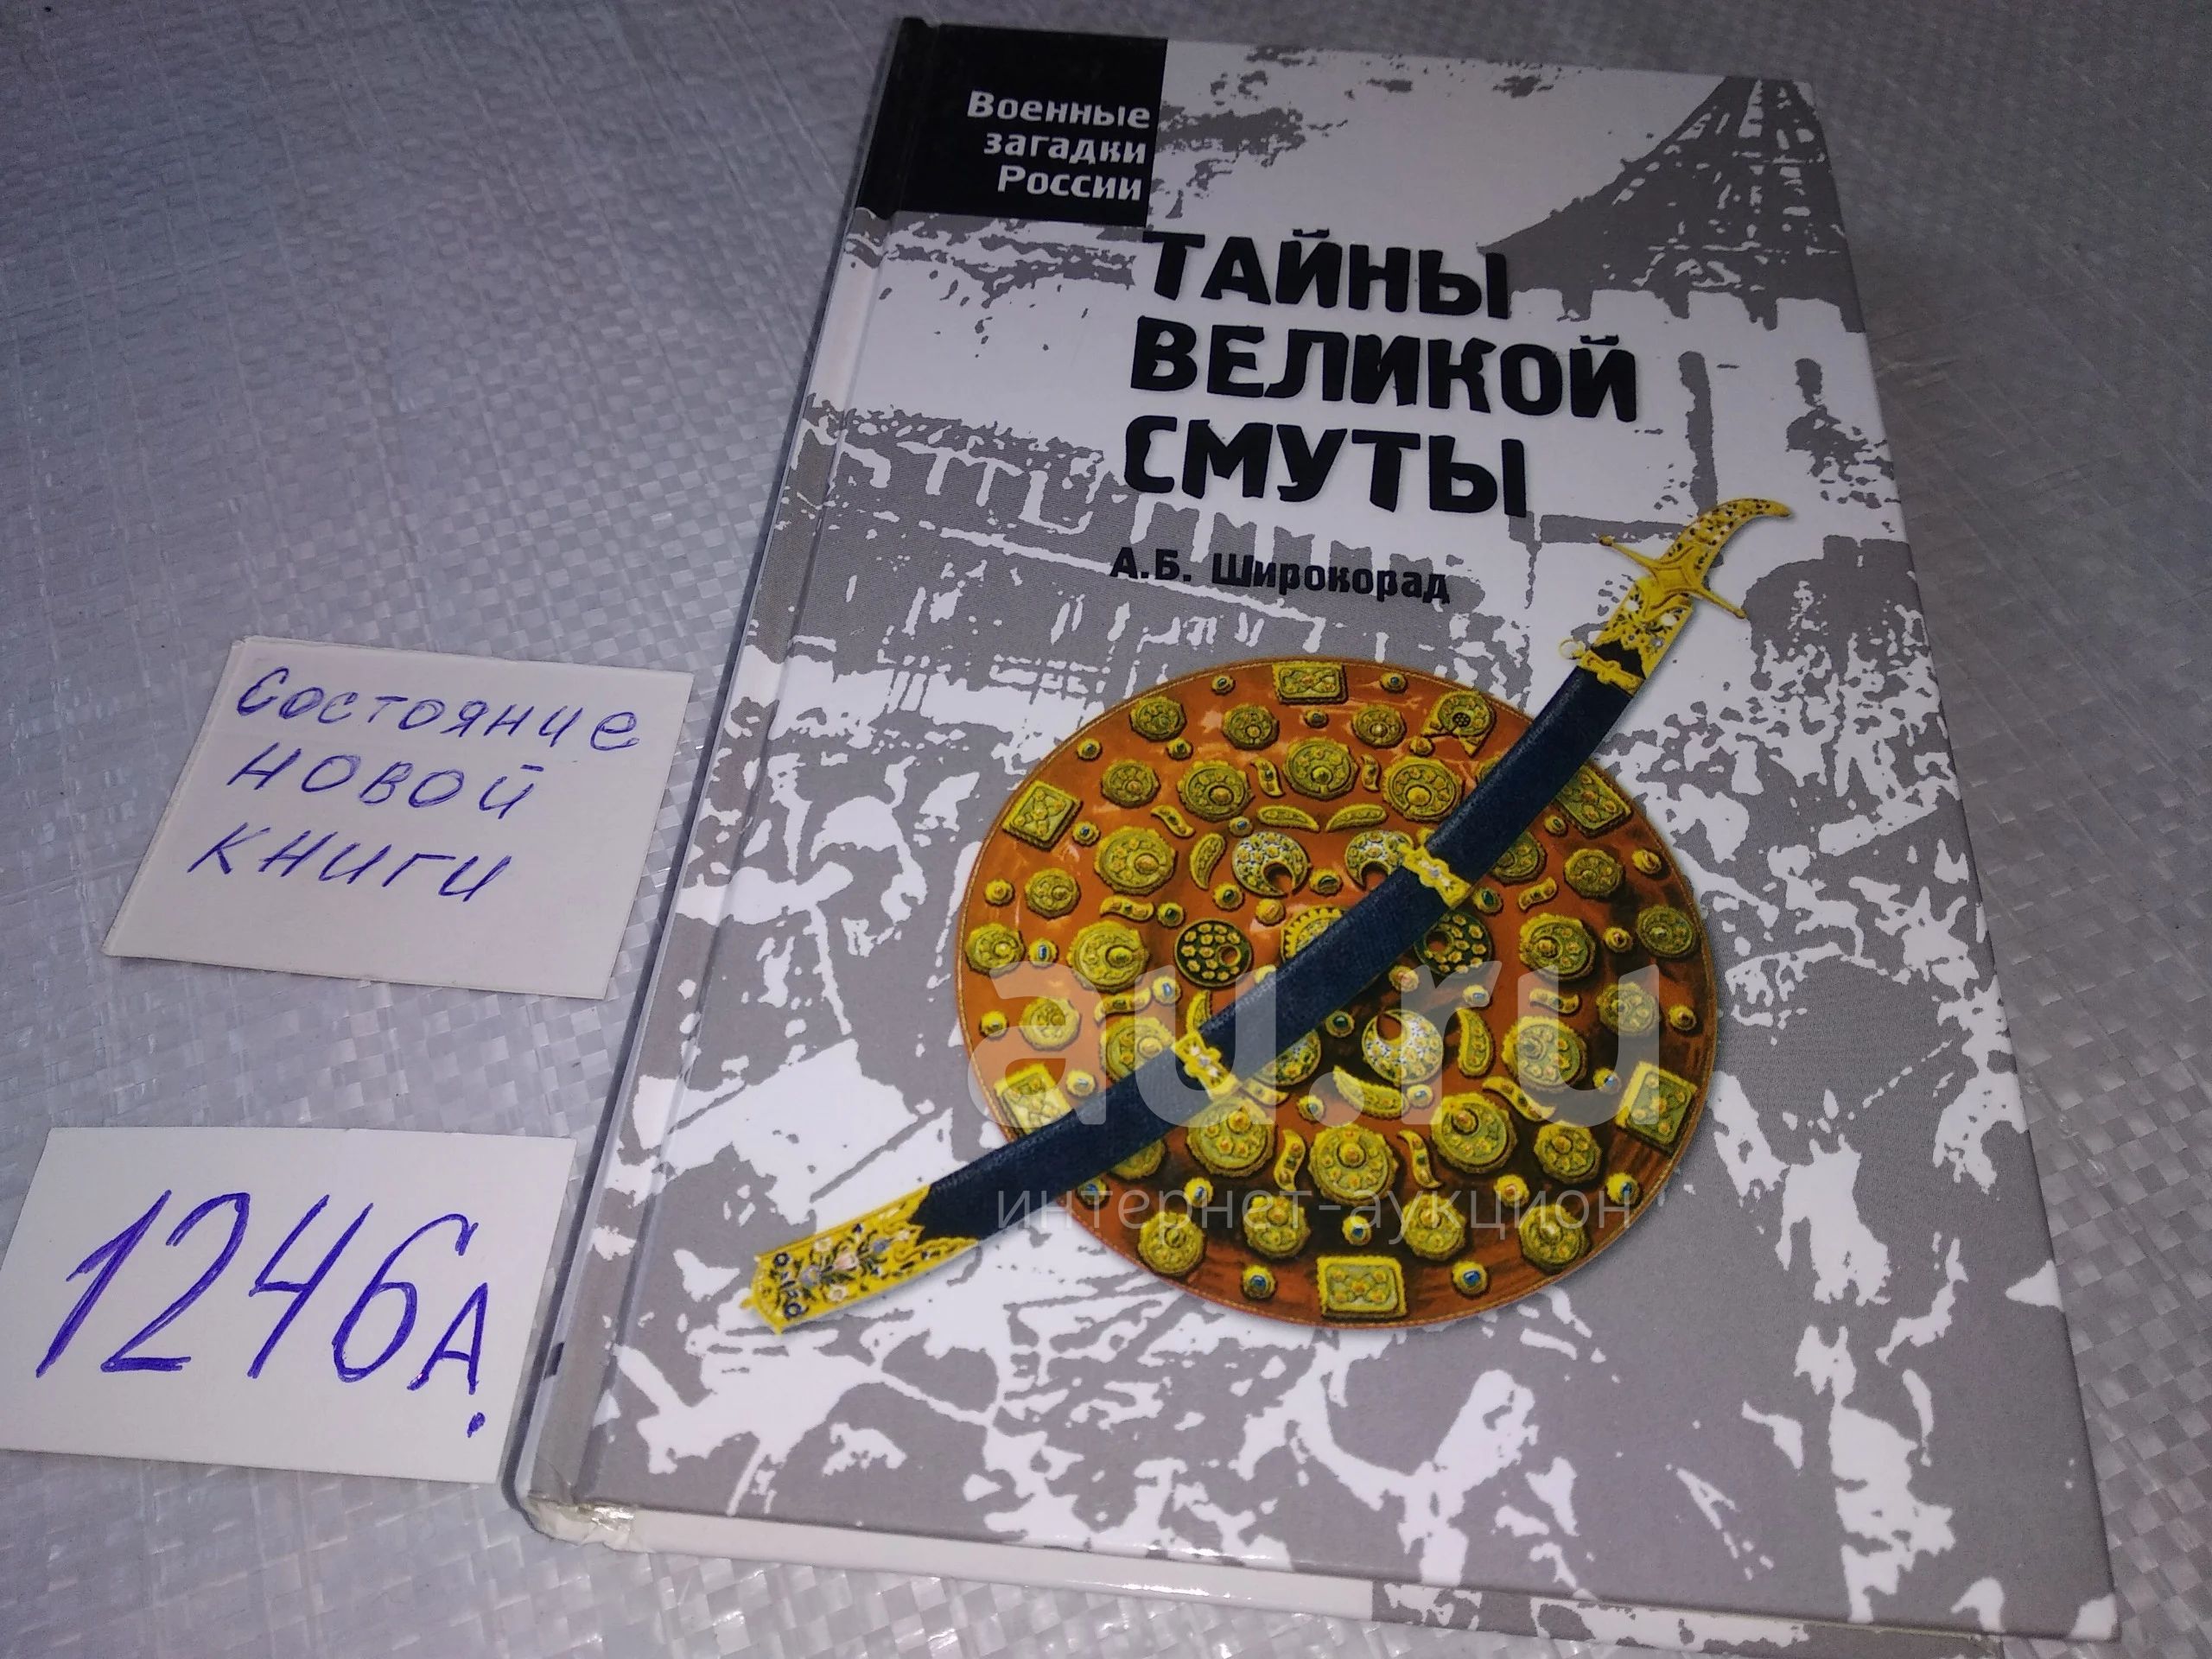 Военные
загадки
России
ТАЙНЫ
ВЕЛИКОЙ
СМУТЫ
А.Б. Широкорад
Состояние
новой
книги
1246А.
au.ru
интернет-аукцион